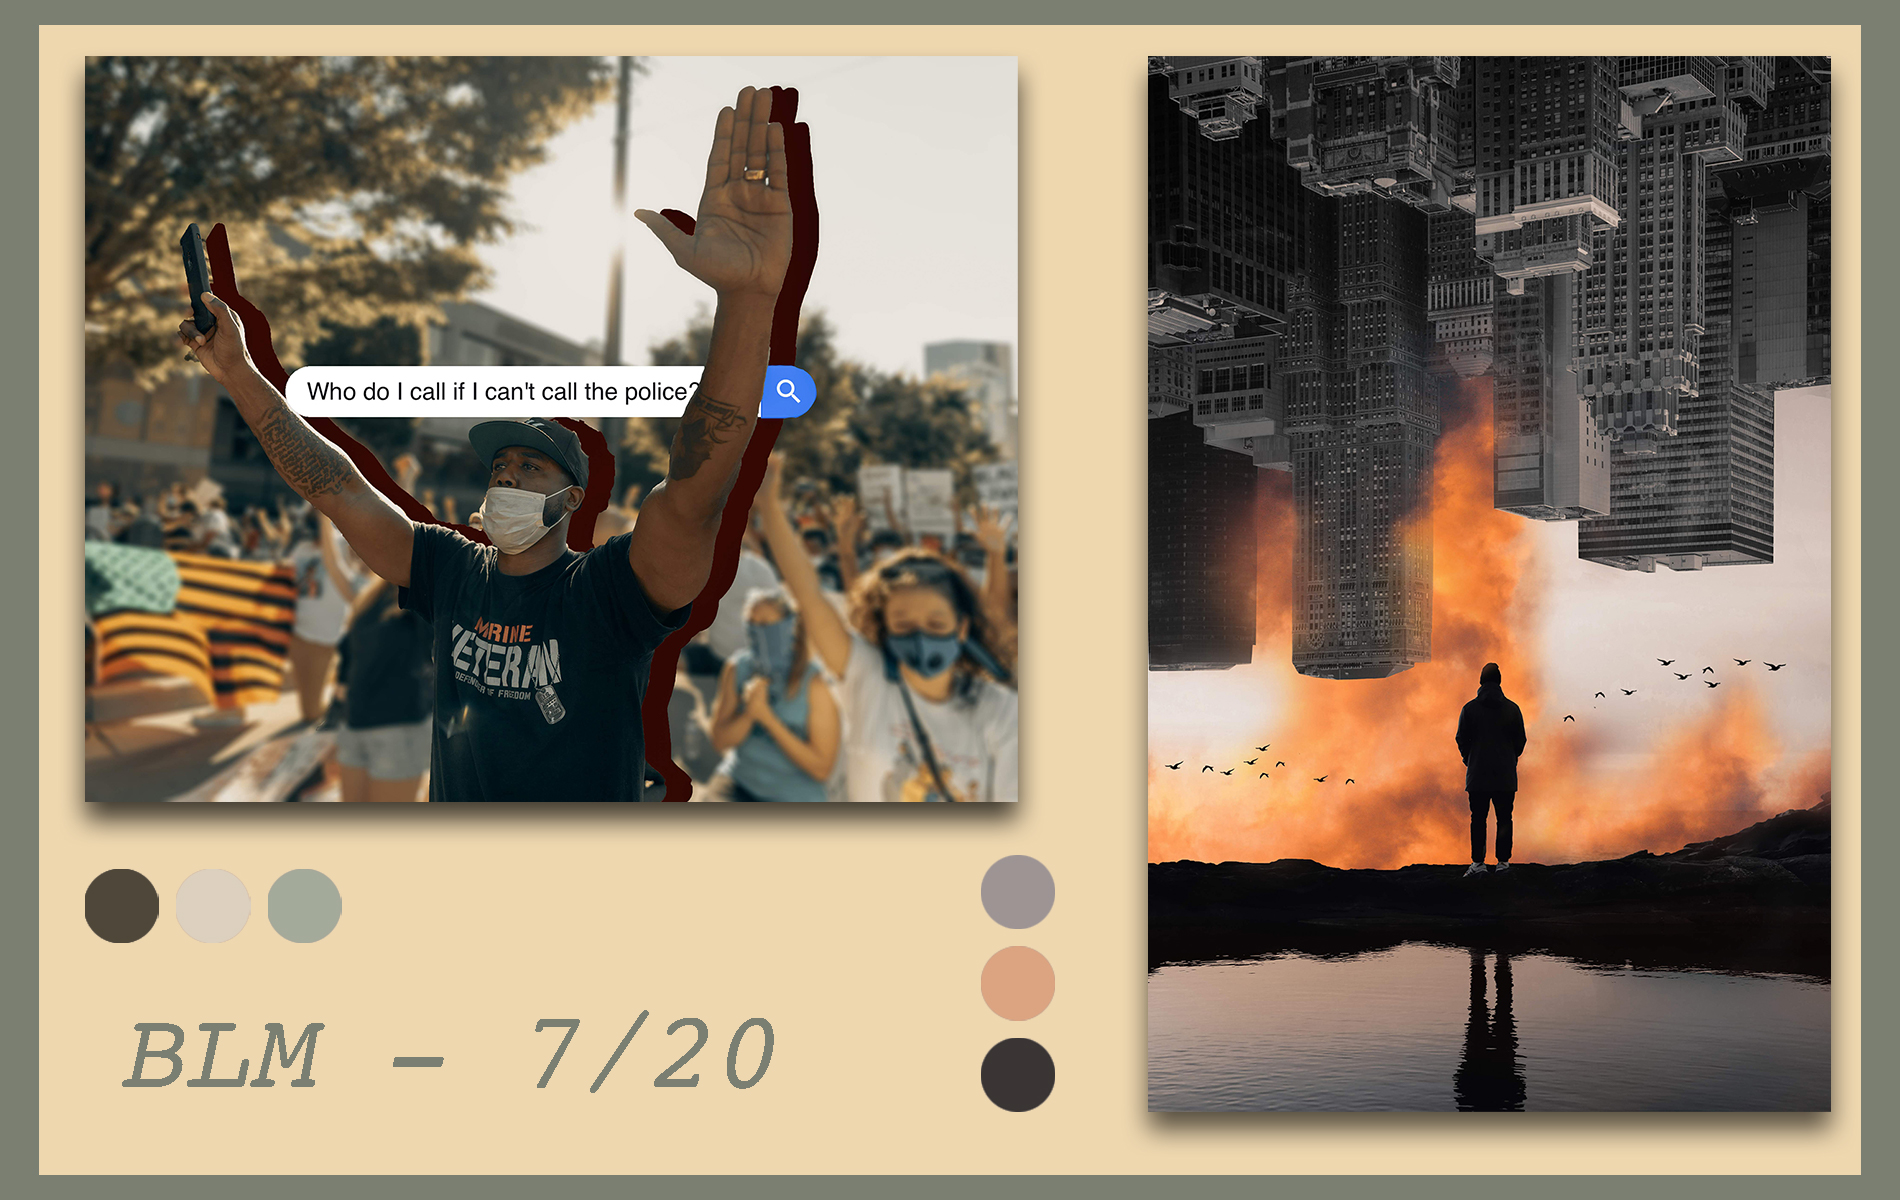 Who do I call if I can't call the police?
MARINE
VETERAN
DEFENDER OF FREEDOM
BLM - 7/20